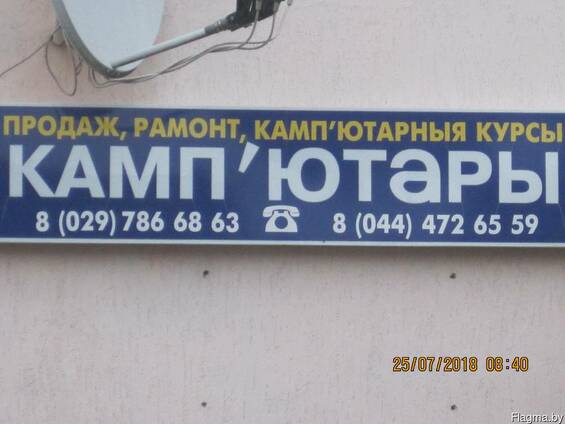 ПРОДАЖ, РАМОНТ, КАМП'ЮТАРНЫЯ КУРСЫ
КАМП'ЮТАРЫ
8 (029) 786 68 63 8 (044) 472 65 59
25/07/2018 08:40
Flagma.by